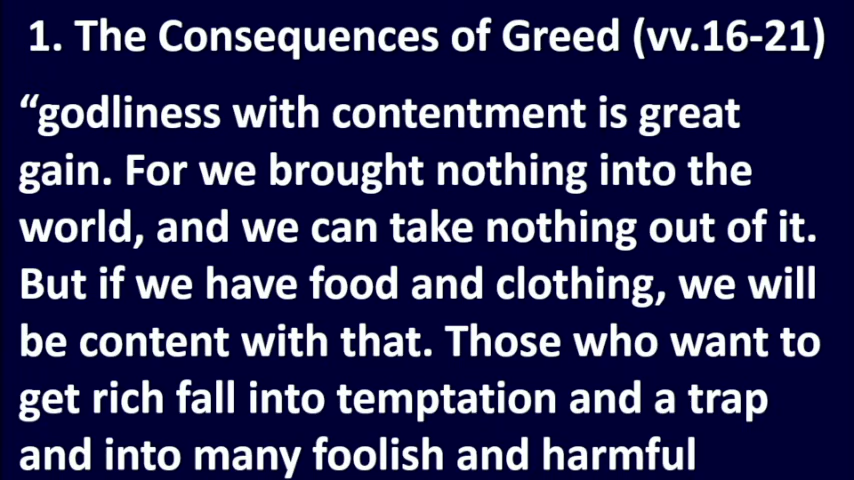 1. The Consequences of Greed (vv.16-21)
“godliness with contentment is great
gain. For we brought nothing into the
world, and we can take nothing out of it.
But if we have food and clothing, we will
be content with that. Those who want to
get rich fall into temptation and a trap
and into many foolish and harmful